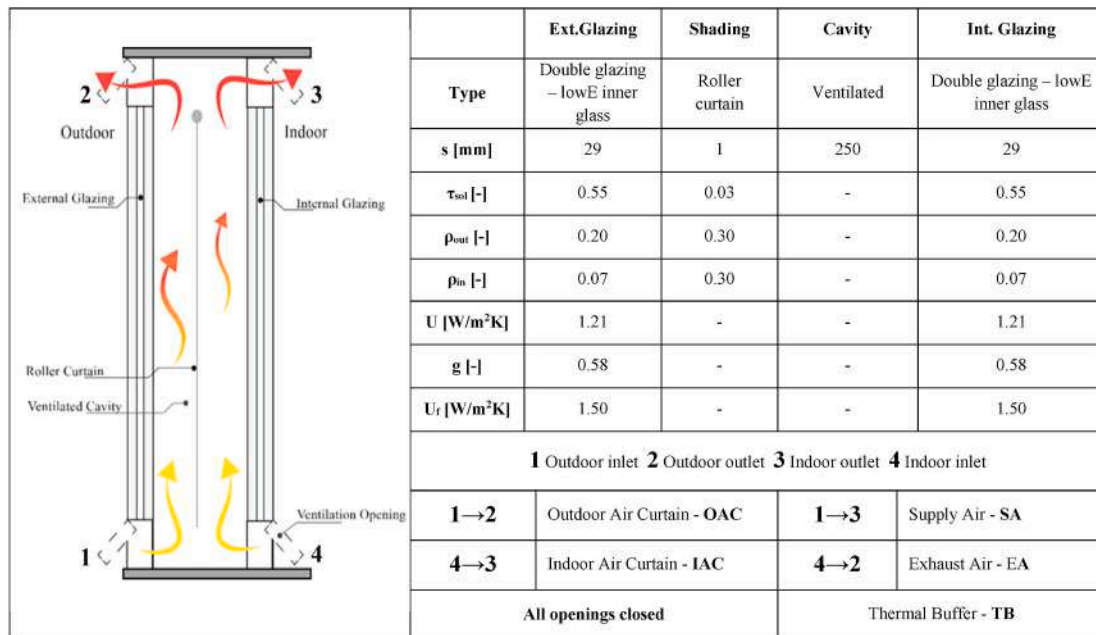 2
3
Outdoor
Indoor
External Glazing
Internal Glazing
Roller Curtain
Ventilated Cavity
Ventilation Opening
1
4
Ext.Glazing Shading Cavity Int. Glazing
Type Double glazing – lowE inner glass Roller curtain Ventilated Double glazing – lowE inner glass
s [mm] 29 1 250 29
τsol [-] 0.55 0.03 - 0.55
ρout [-] 0.20 0.30 - 0.20
ρin [-] 0.07 0.30 - 0.07
U [W/m²K] 1.21 - - 1.21
g [-] 0.58 - - 0.58
Uf [W/m²K] 1.50 - - 1.50
1 Outdoor inlet 2 Outdoor outlet 3 Indoor outlet 4 Indoor inlet
1→2 Outdoor Air Curtain - OAC 1→3 Supply Air - SA
4→3 Indoor Air Curtain - IAC 4→2 Exhaust Air - EA
All openings closed Thermal Buffer - TB